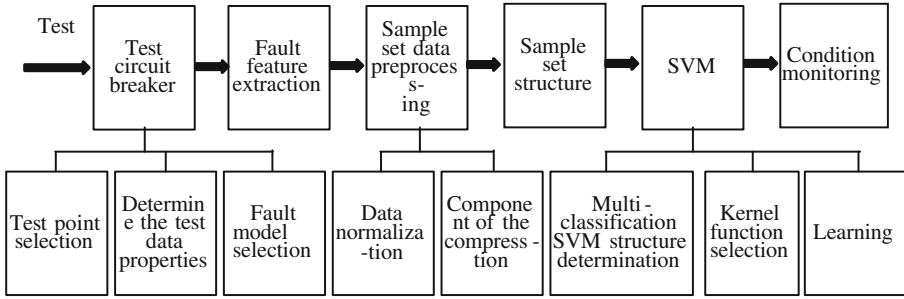 Test
Test
circuit
breaker
Fault
feature
extraction
Sample
set data
preproces
s-
ing
Sample
set
structure
SVM
Condition
monitoring
Test point
selection
Determin
e the test
data
properties
Fault
model
selection
Data
normaliza
-tion
Compone
nt of the
compress -
tion
Multi -
classification
SVM structure
determination
Kernel
function
selection
Learning